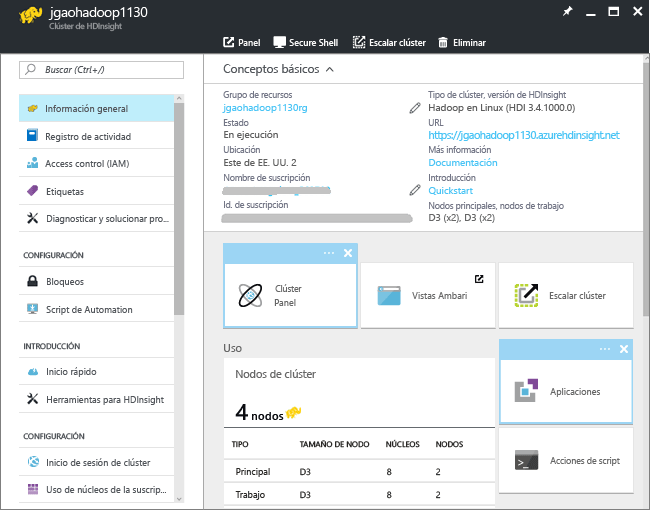 jgaohadoop1130
Clúster de HDInsight
Panel
Secure Shell
Escalar clúster
Eliminar
Buscar (Ctrl+/)
Información general
Registro de actividad
Access control (IAM)
Etiquetas
Diagnosticar y solucionar pro...
CONFIGURACIÓN
Bloqueos
Script de Automation
INTRODUCCIÓN
Inicio rápido
Herramientas para HDInsight
CONFIGURACIÓN
Inicio de sesión de clúster
Uso de núcleos de la suscrip...
Conceptos básicos
Grupo de recursos
jgaohadoop1130rg
Estado
En ejecución
Ubicación
Este de EE. UU. 2
Nombre de suscripción
Id. de suscripción
Tipo de clúster, versión de HDInsight
Hadoop en Linux (HDI 3.4.1000.0)
URL
https://jgaohadoop1130.azurehdinsight.net
Más información
Documentación
Introducción
Quickstart
Nodos principales, nodos de trabajo
D3 (x2), D3 (x2)
Clúster
Panel
Vistas Ambari
Escalar clúster
Uso
Nodos de clúster
4 nodos
TIPO TAMAÑO DE NODO NÚCLEOS NODOS
Principal D3 8 2
Trabajo D3 8 2
Aplicaciones
Acciones de script